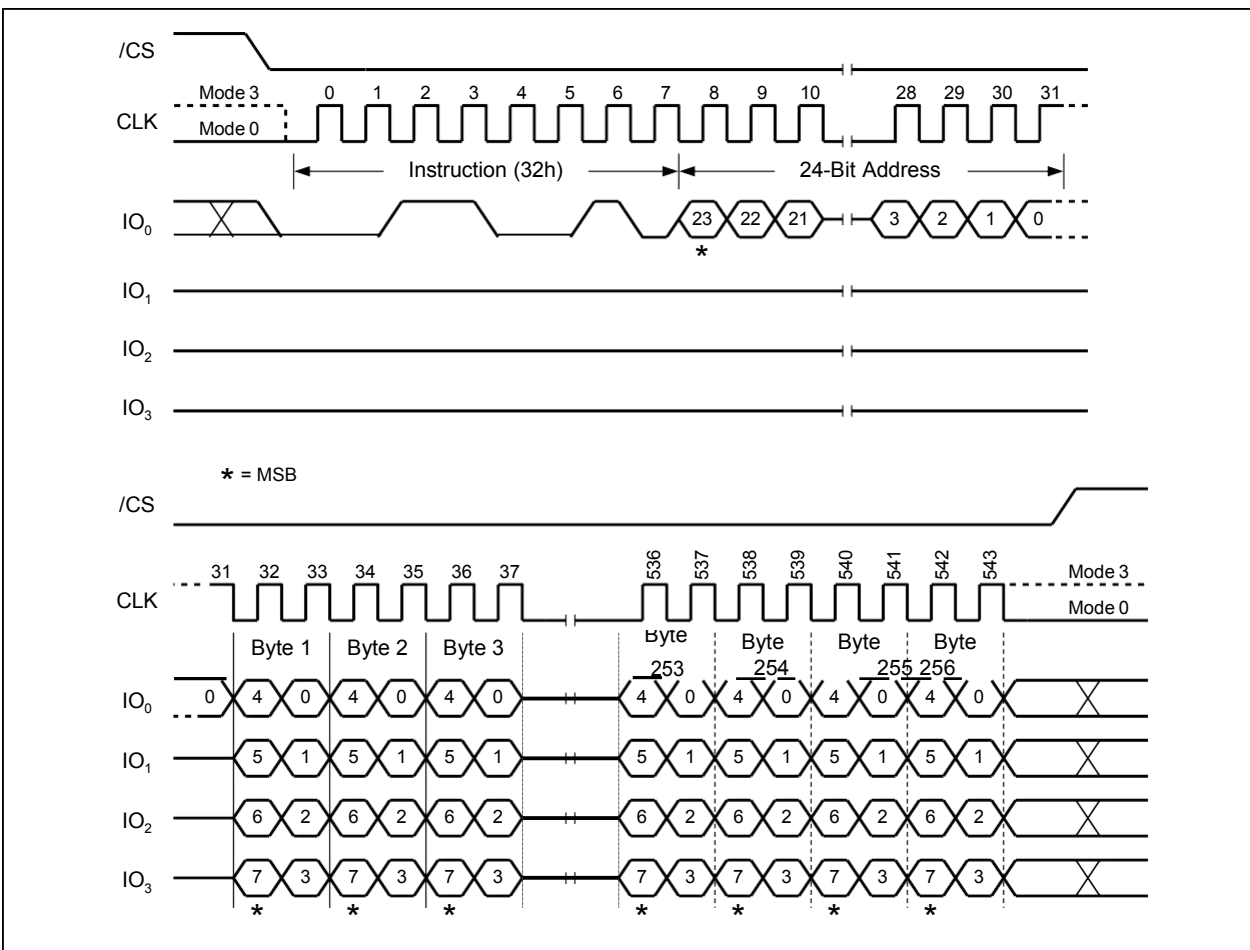 /CS
Mode 3 0 1 2 3 4 5 6 7 8 9 10 28 29 30 31
CLK
Mode 0
Instruction (32h) 24-Bit Address
IO0 23 22 21 3 2 1 0
*
IO1
IO2
IO3
* = MSB
/CS
31 32 33 34 35 36 37 536 537 538 539 540 541 542 543 Mode 3
CLK
Mode 0
Byte 1 Byte 2 Byte 3 Byte 253 Byte 254 Byte 255 Byte 256
IO0 0 4 0 4 0 4 0 4 0 4 0 4 0 4 0
IO1 5 1 5 1 5 1 5 1 5 1 5 1 5 1
IO2 6 2 6 2 6 2 6 2 6 2 6 2 6 2
IO3 7 3 7 3 7 3 7 3 7 3 7 3 7 3
* * * * * * *